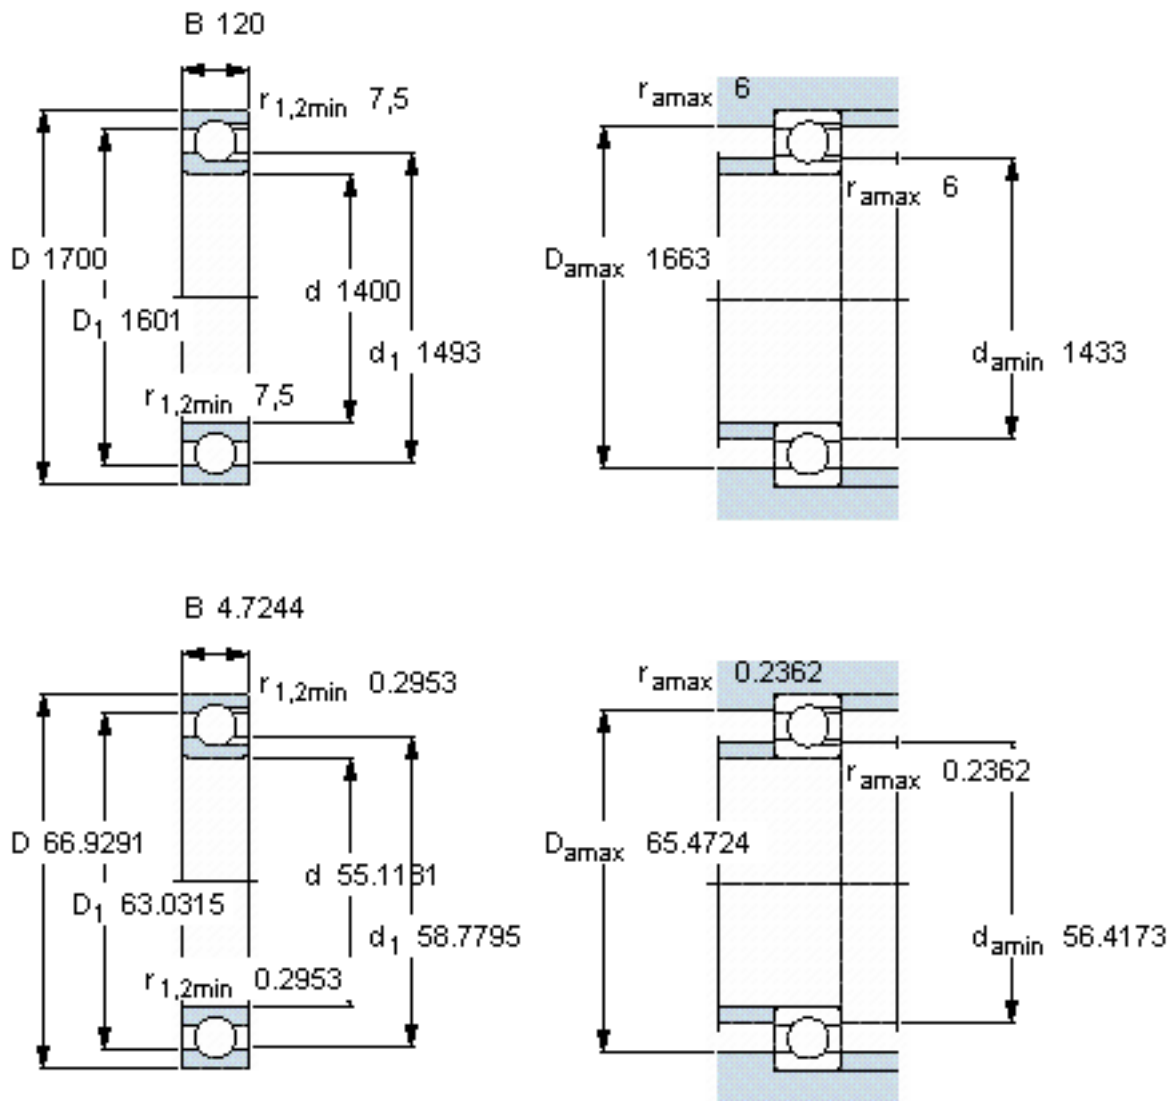 B 120
r1,2min 7,5
ramax 6
ramax 6
D 1700
Damax 1663
d 1400
D1 1601
d1 1493
damin 1433
r1,2min 7,5
B 4.7244
r1,2min 0.2953
ramax 0.2362
ramax 0.2362
D 66.9291
Damax 65.4724
d 55.1181
D1 63.0315
d1 58.7795
damin 56.4173
r1,2min 0.2953